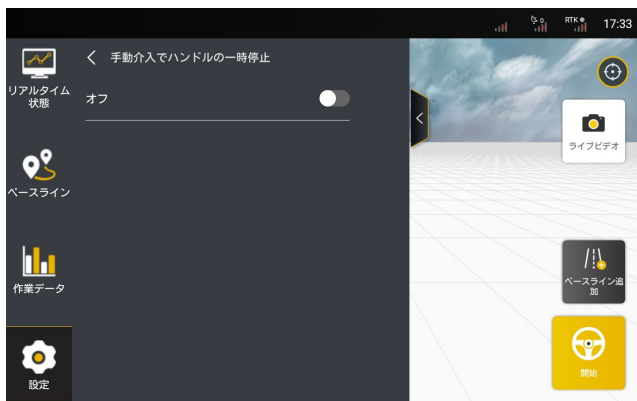 0
RTK
17:33
リアルタイム
状態
手動介入でハンドルの一時停止
オフ
ベースライン
作業データ
設定
ライブビデオ
ベースライン追
加
開始